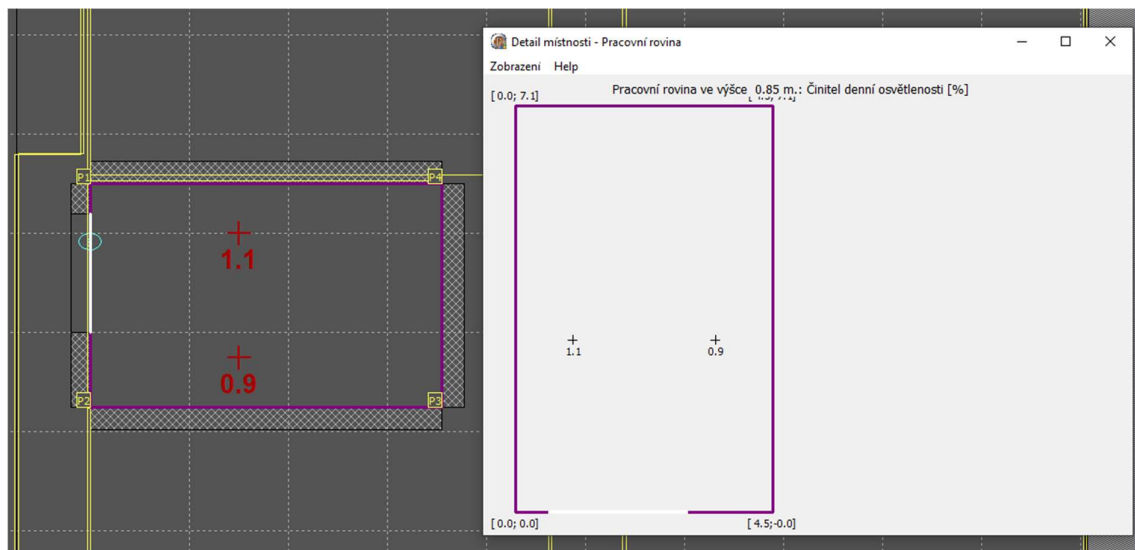 Detail místnosti - Pracovní rovina
Zobrazení Help
Pracovní rovina ve výšce 0.85 m.: Činitel denní osvětlenosti [%]
[ 0.0; 7.1]
1.1
0.9
[ 0.0; 0.0]
[ 4.5;-0.0]
P1
P4
1.1
0.9
P2
P3